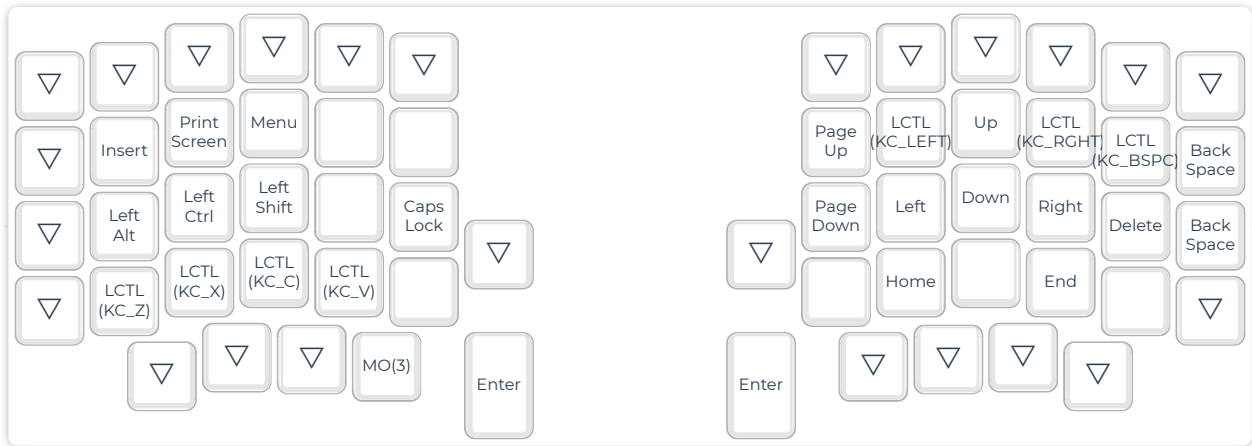 Insert
Print
Screen
Menu
Page
Up
LCTL
(KC_LEFT)
Up
LCTL
(KC_RGHT)
LCTL
(KC_BSPC)
Back
Space
Left
Alt
Left
Ctrl
Left
Shift
Caps
Lock
Page
Down
Left
Down
Right
Delete
Back
Space
LCTL
(KC_Z)
LCTL
(KC_X)
LCTL
(KC_C)
LCTL
(KC_V)
Home
End
MO(3)
Enter
Enter